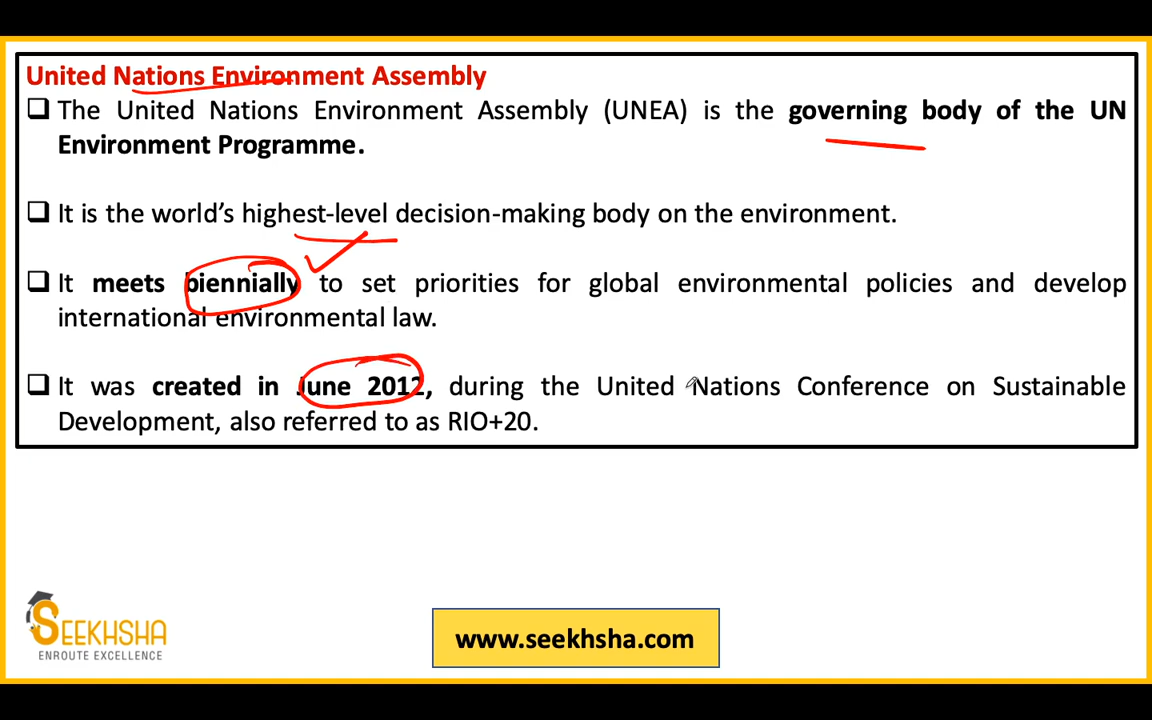 United Nations Environment Assembly
The United Nations Environment Assembly (UNEA) is the governing body of the UN
Environment Programme.
It is the world's highest-level decision-making body on the environment.
It meets biennially to set priorities for global environmental policies and develop
international environmental law.
It was created in June 2012, during the United Nations Conference on Sustainable
Development, also referred to as RIO+20.
SEEKHSHA
ENROUTE EXCELLENCE
www.seekhsha.com